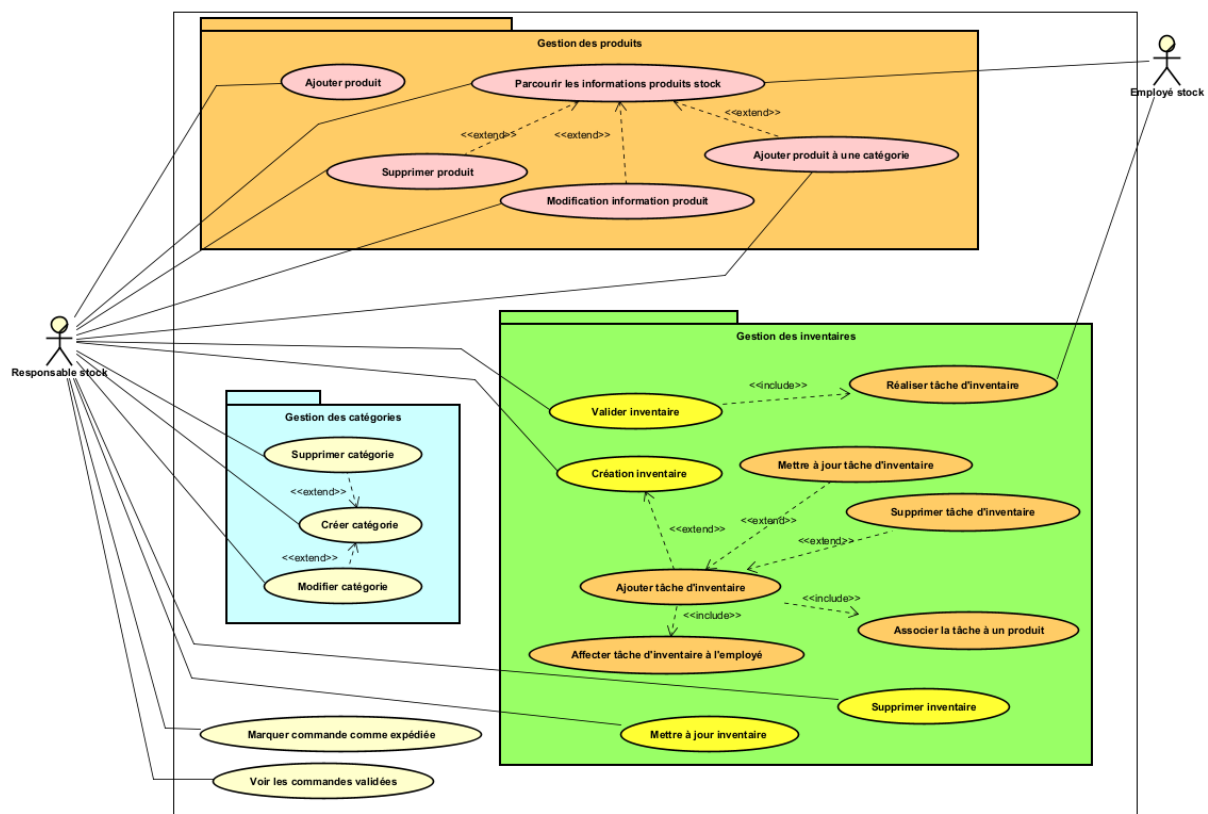 Gestion des produits
Ajouter produit
Parcourir les informations produits stock
Employé stock
<<extend>>
<<extend>>
<<extend>>
Supprimer produit
Ajouter produit à une catégorie
Modification information produit
Responsable stock
Gestion des inventaires
Réaliser tâche d'inventaire
<<include>>
Valider inventaire
Gestion des catégories
Supprimer catégorie
<<extend>>
Créer catégorie
<<extend>>
Modifier catégorie
Création inventaire
Mettre à jour tâche d'inventaire
Supprimer tâche d'inventaire
<<extend>>
<<extend>>
<<extend>>
Ajouter tâche d'inventaire
<<include>>
<<include>>
Associer la tâche à un produit
Affecter tâche d'inventaire à l'employé
Supprimer inventaire
Mettre à jour inventaire
Marquer commande comme expédiée
Voir les commandes validées